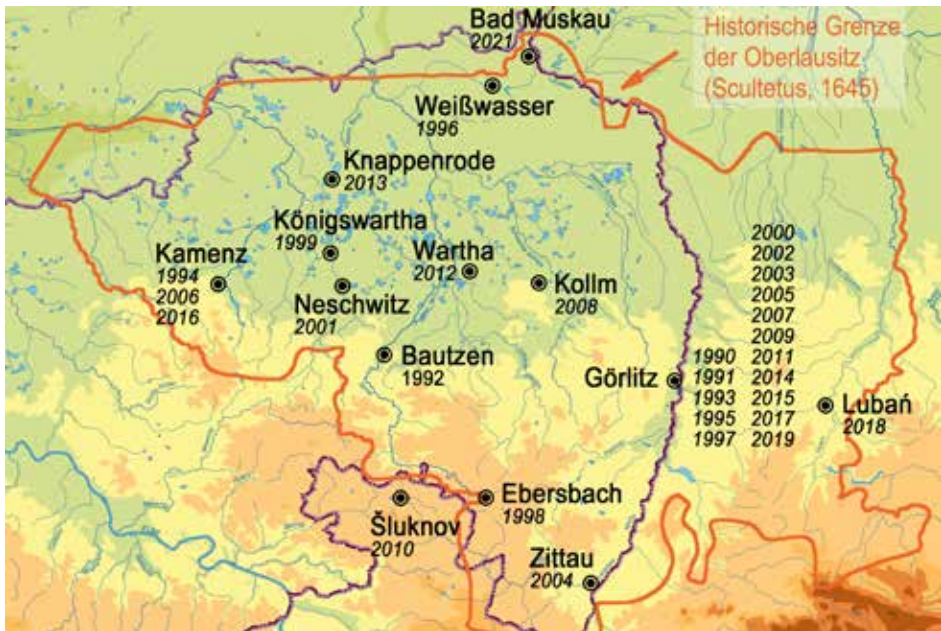 Bad Muskau
2021
Historische Grenze
der Oberlausitz
(Scultetus, 1645)
Weißwasser
1996
Knappenrode
2013
Königswartha
1999
Kamenz
1994
2006
2016
Wartha
2012
Kollm
2008
Neschwitz
2001
Bautzen
1992
Görlitz
1990
1991
1993
1995
1997
2000
2002
2003
2005
2007
2009
2011
2014
2015
2017
2019
Lubań
2018
Ebersbach
1998
Šluknov
2010
Zittau
2004